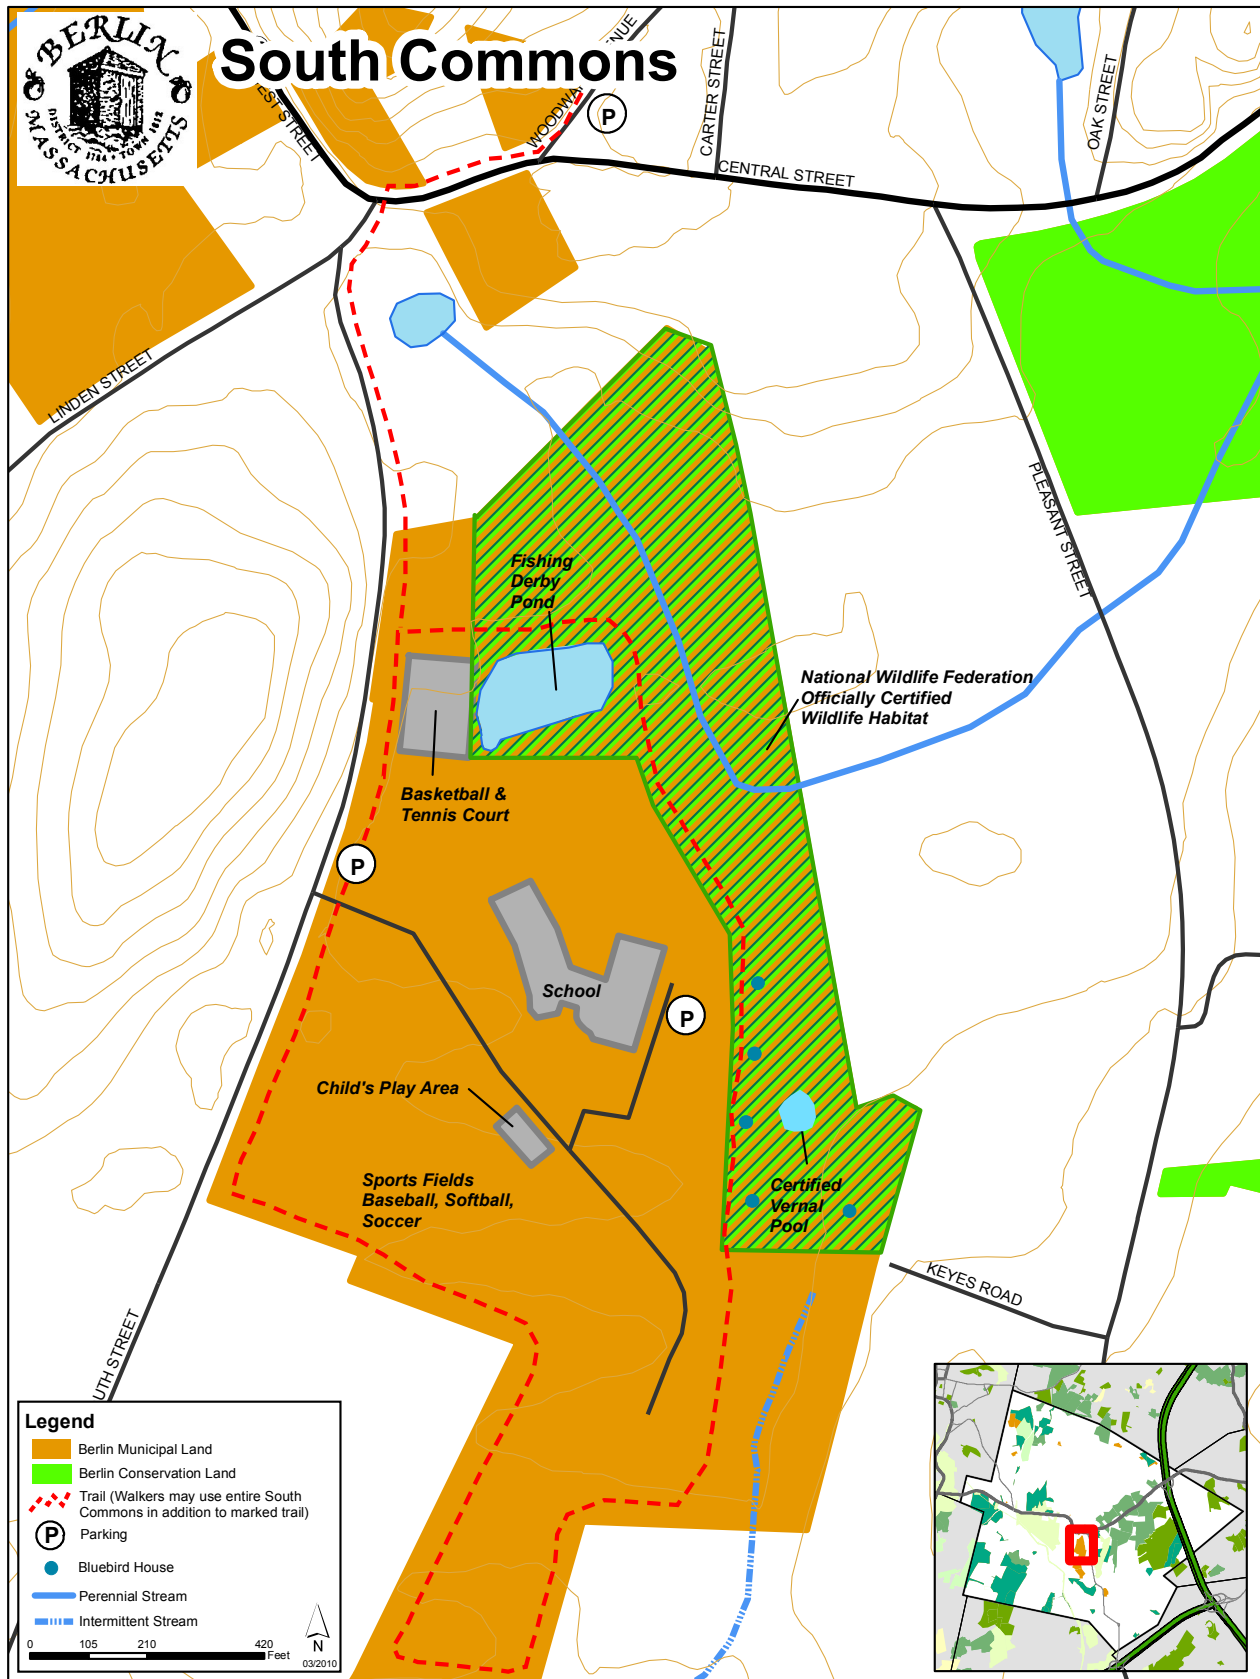 South Commons
BERLIN
DISTRICT 1784 • TOWN 1812
MASSACHUSETTS
EST STREET
WOODWA
NUE
P
CARTER STREET
OAK STREET
CENTRAL STREET
LINDEN STREET
PLEASANT STREET
Fishing
Derby
Pond
National Wildlife Federation
Officially Certified
Wildlife Habitat
Basketball &
Tennis Court
P
School
P
Child's Play Area
Sports Fields
Baseball, Softball,
Soccer
Certified
Vernal
Pool
KEYES ROAD
UTH STREET
Legend
Berlin Municipal Land
Berlin Conservation Land
Trail (Walkers may use entire South
Commons in addition to marked trail)
P Parking
Bluebird House
Perennial Stream
Intermittent Stream
0 105 210 420
Feet
N
03/2010